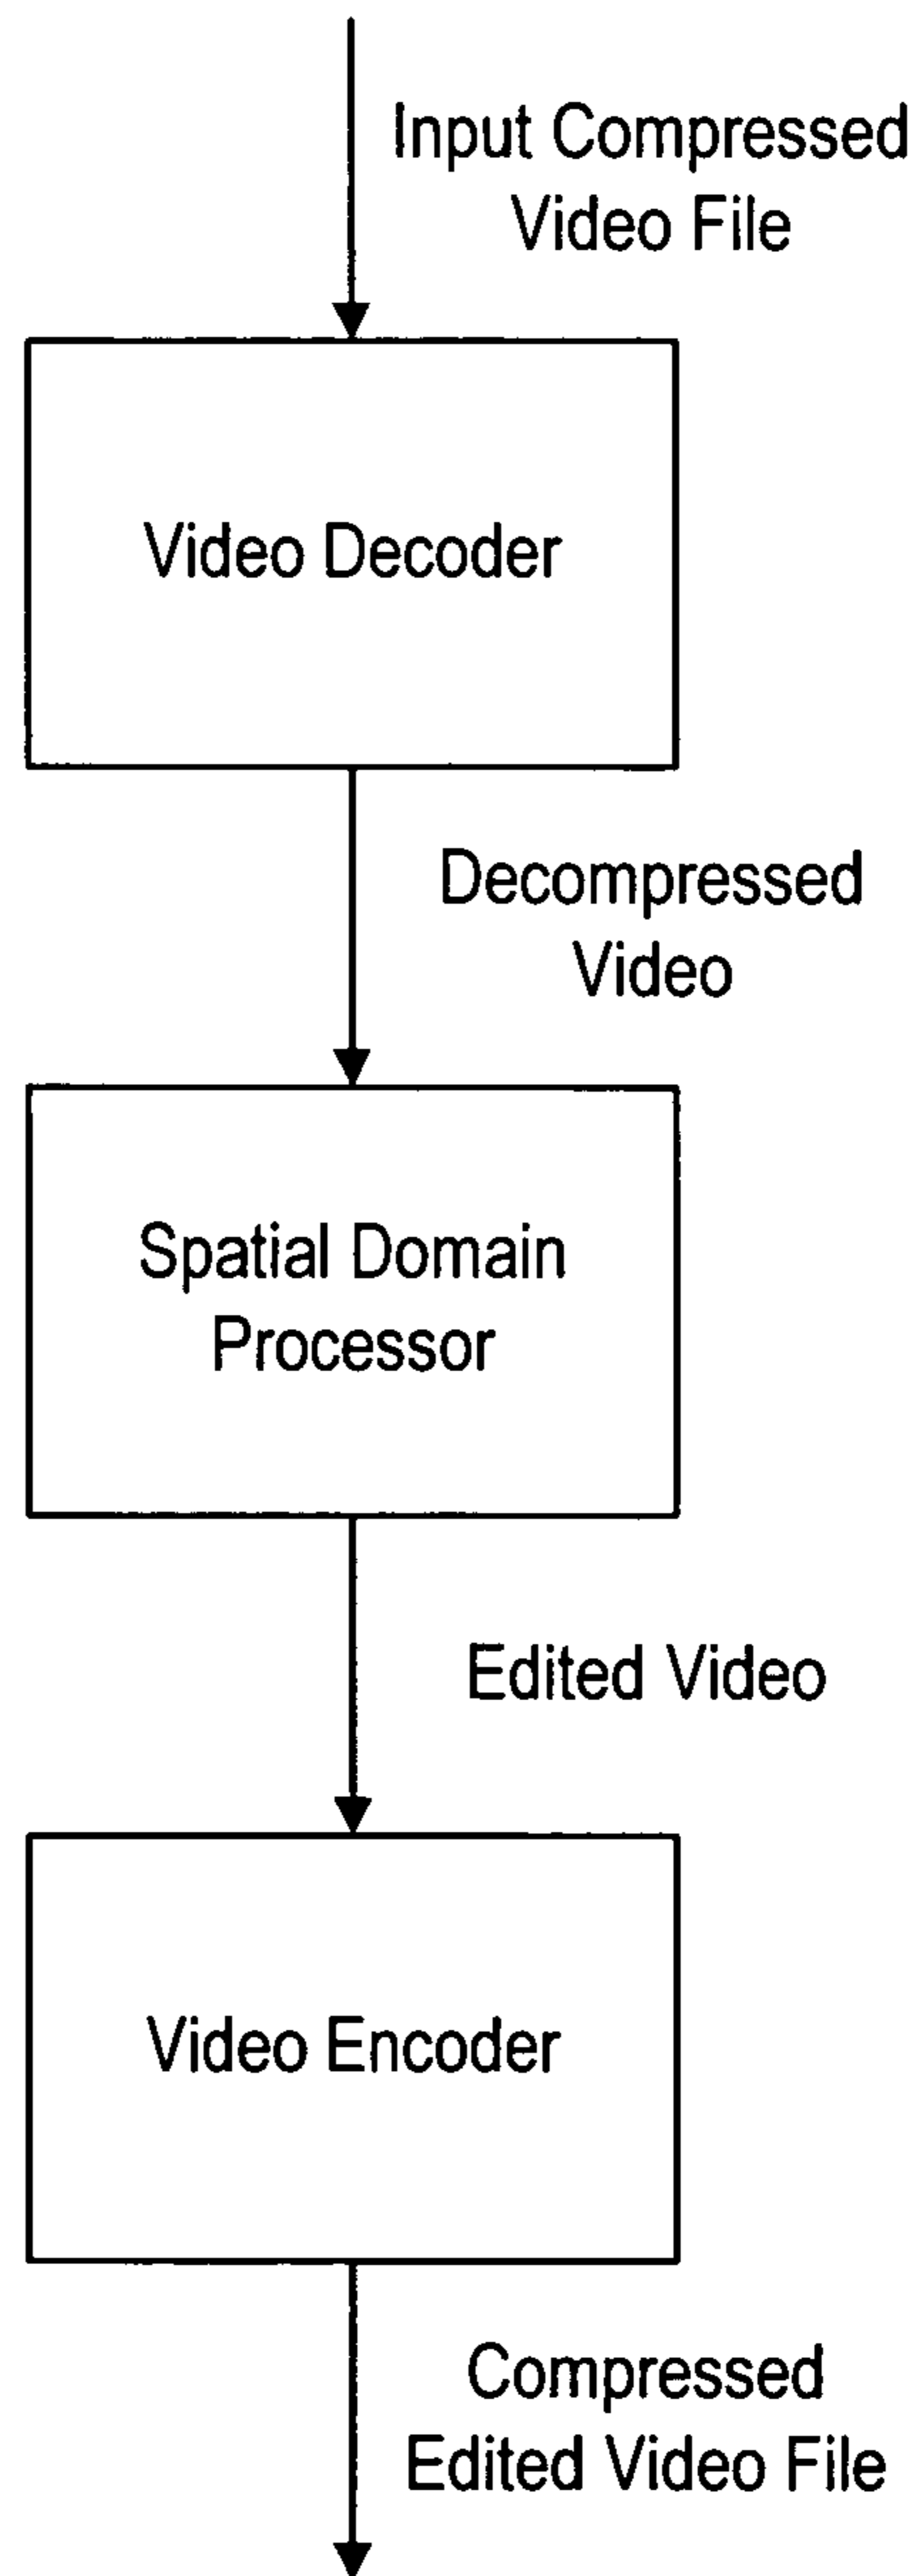 Input Compressed
Video File
Video Decoder
Decompressed
Video
Spatial Domain
Processor
Edited Video
Video Encoder
Compressed
Edited Video File